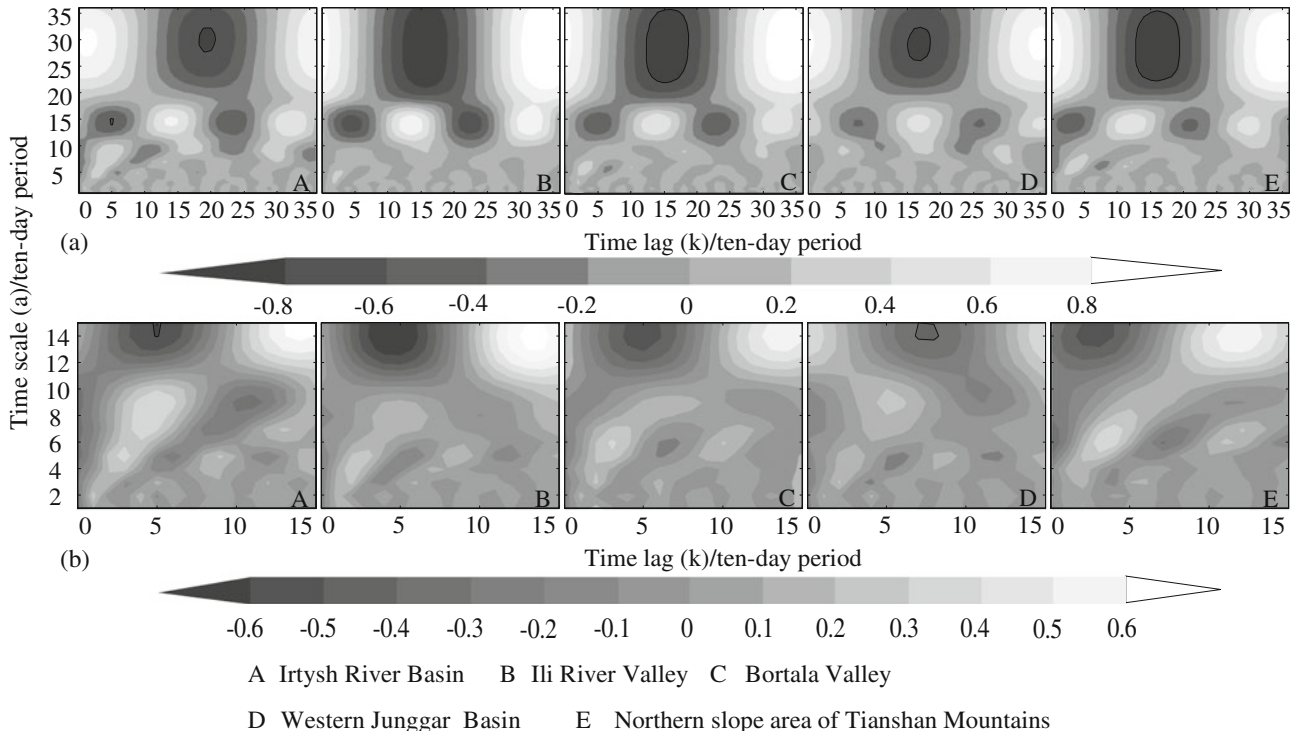 Time scale (a)/ten-day period
35
30
25
20
14
10
5
A B C D E
0 5 10 15 20 25 30 35 0 5 10 15 20 25 30 35 0 5 10 15 20 25 30 35 0 5 10 15 20 25 30 35 0 5 10 15 20 25 30 35
(a) Time lag (k)/ten-day period
-0.8 -0.6 -0.4 -0.2 0 0.2 0.4 0.6 0.8
14
12
10
8
6
4
2
A B C D E
0 5 10 15 0 5 10 15 0 5 10 15 0 5 10 15 0 5 10 15
(b) Time lag (k)/ten-day period
-0.6 -0.5 -0.4 -0.3 -0.2 -0.1 0 0.1 0.2 0.3 0.4 0.5 0.6
A Irtysh River Basin B Ili River Valley C Bortala Valley
D Western Junggar Basin E Northern slope area of Tianshan Mountains